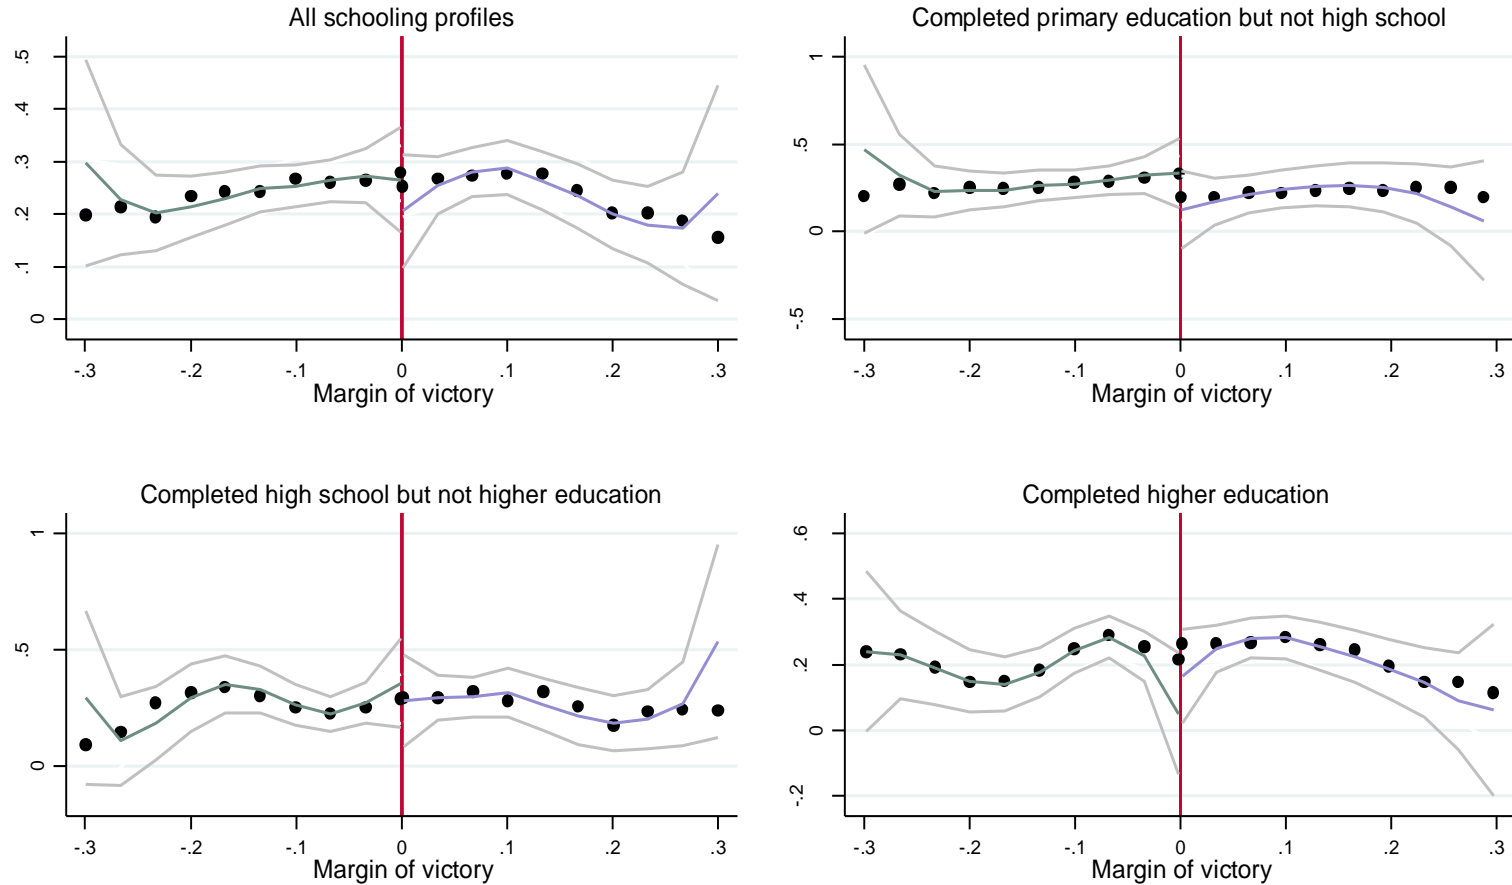 All schooling profiles
.5
.4
.3
.2
.1
0
-.3 -.2 -.1 0 .1 .2 .3
Margin of victory
Completed primary education but not high school
1
.5
0
-.5
-.3 -.2 -.1 0 .1 .2 .3
Margin of victory
Completed high school but not higher education
1
.5
0
-.3 -.2 -.1 0 .1 .2 .3
Margin of victory
Completed higher education
.6
.4
.2
0
-.2
-.3 -.2 -.1 0 .1 .2 .3
Margin of victory